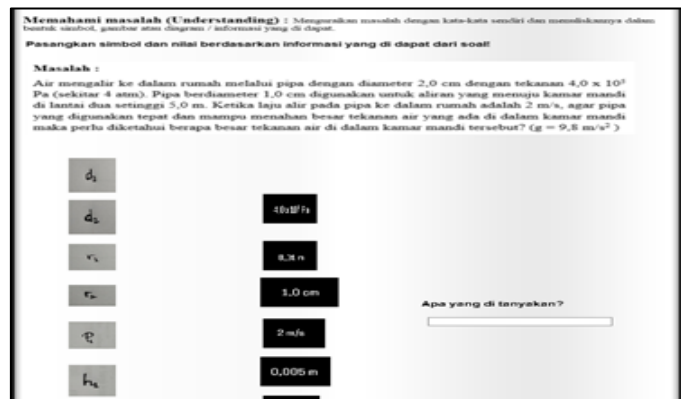 Memahami masalah (Understanding) : Menguraikan masalah dengan kata-kata sendiri dan menuliskannya dalam
bentuk simbol, gambar atau diagram / informasi yang di dapat.
Pasangkan simbol dan nilai berdasarkan informasi yang di dapat dari soal!
Masalah :
Air mengalir ke dalam rumah melalui pipa dengan diameter 2,0 cm dengan tekanan 4,0 x 10⁵
Pa (sekitar 4 atm). Pipa berdiameter 1,0 cm digunakan untuk aliran yang menuju kamar mandi
di lantai dua setinggi 5,0 m. Ketika laju alir pada pipa ke dalam rumah adalah 2 m/s, agar pipa
yang digunakan tepat dan mampu menahan besar tekanan air yang ada di dalam kamar mandi
maka perlu diketahui berapa besar tekanan air di dalam kamar mandi tersebut? (g = 9,8 m/s² )
d₁
d₂
1,0 cm
2 m/s
0,005 m
Apa yang di tanyakan?